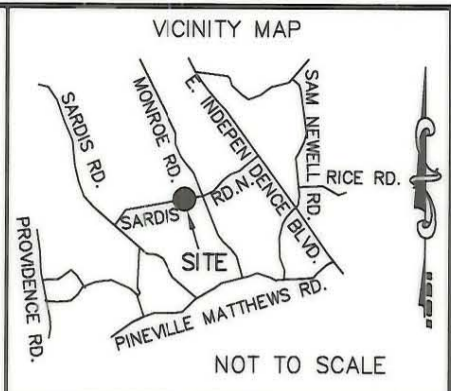 VICINITY MAP
SARDIS RD.
MONROE RD.
E. INDEPENDENCE BLVD.
SAM NEWELL RD.
RICE RD.
SARDIS RD.N.
SITE
PROVIDENCE RD.
PINEVILLE MATTHEWS RD.
NOT TO SCALE